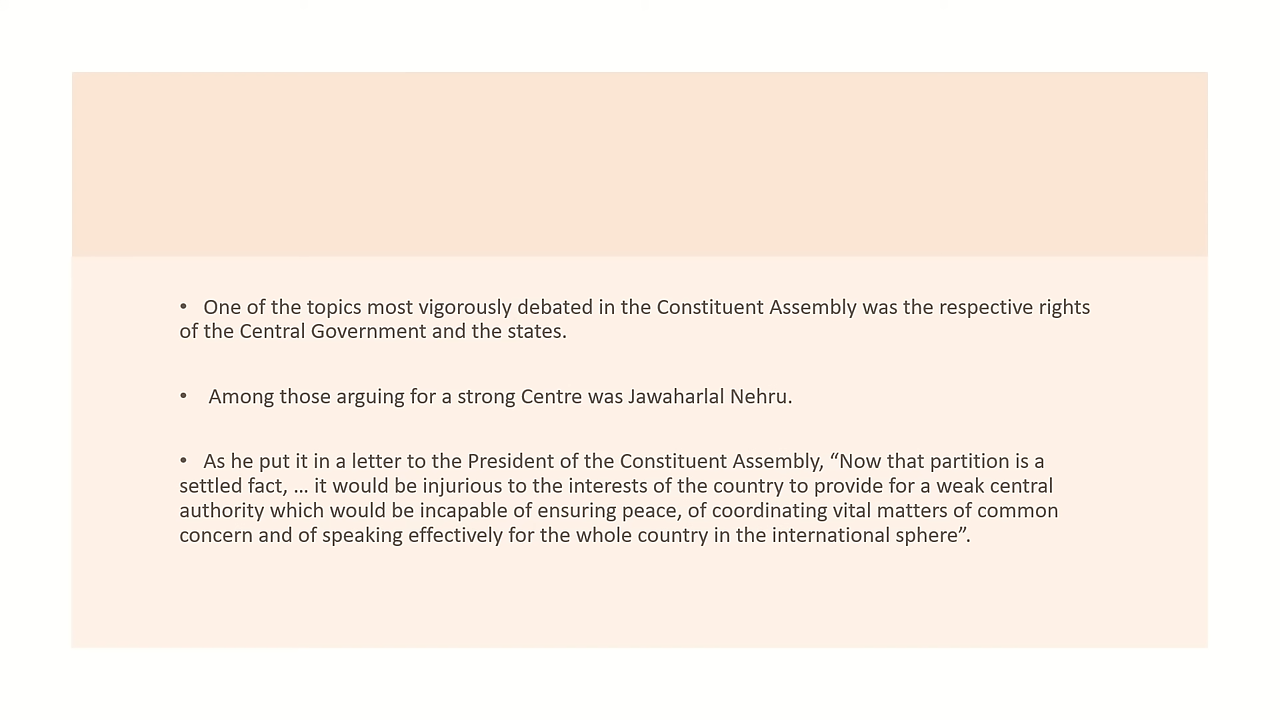 • One of the topics most vigorously debated in the Constituent Assembly was the respective rights
of the Central Government and the states.
• Among those arguing for a strong Centre was Jawaharlal Nehru.
• As he put it in a letter to the President of the Constituent Assembly, “Now that partition is a
settled fact, … it would be injurious to the interests of the country to provide for a weak central
authority which would be incapable of ensuring peace, of coordinating vital matters of common
concern and of speaking effectively for the whole country in the international sphere”.